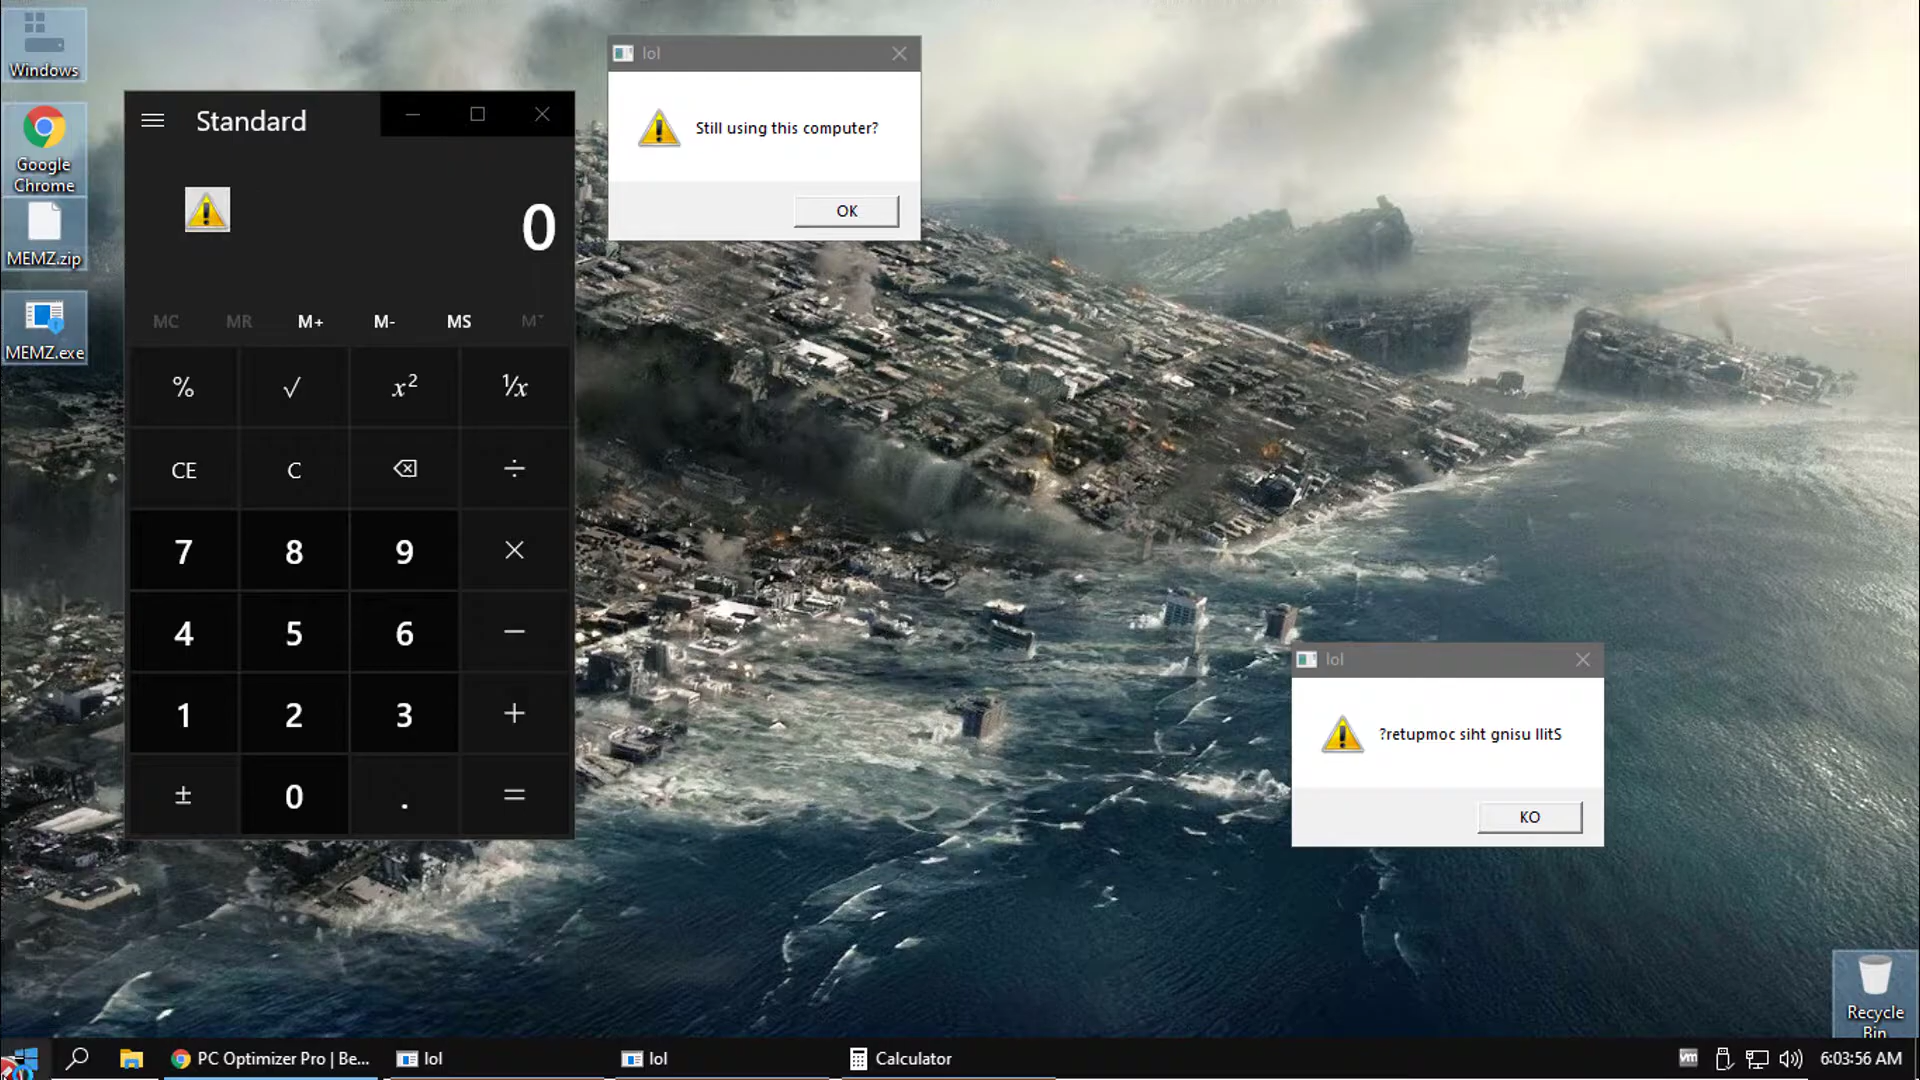 Windows
Google
Chrome
MEMZ.zip
MEMZ.exe
Standard
0
MC MR M+ M- MS M˅
% √ x² ¹/x
CE C ÷
7 8 9 ×
4 5 6 −
1 2 3 +
± 0 . =
lol
Still using this computer?
OK
lol
?retupmoc siht gnisu llitS
KO
Recycle
Bin
PC Optimizer Pro | Be...
lol
lol
Calculator
vm
6:03:56 AM